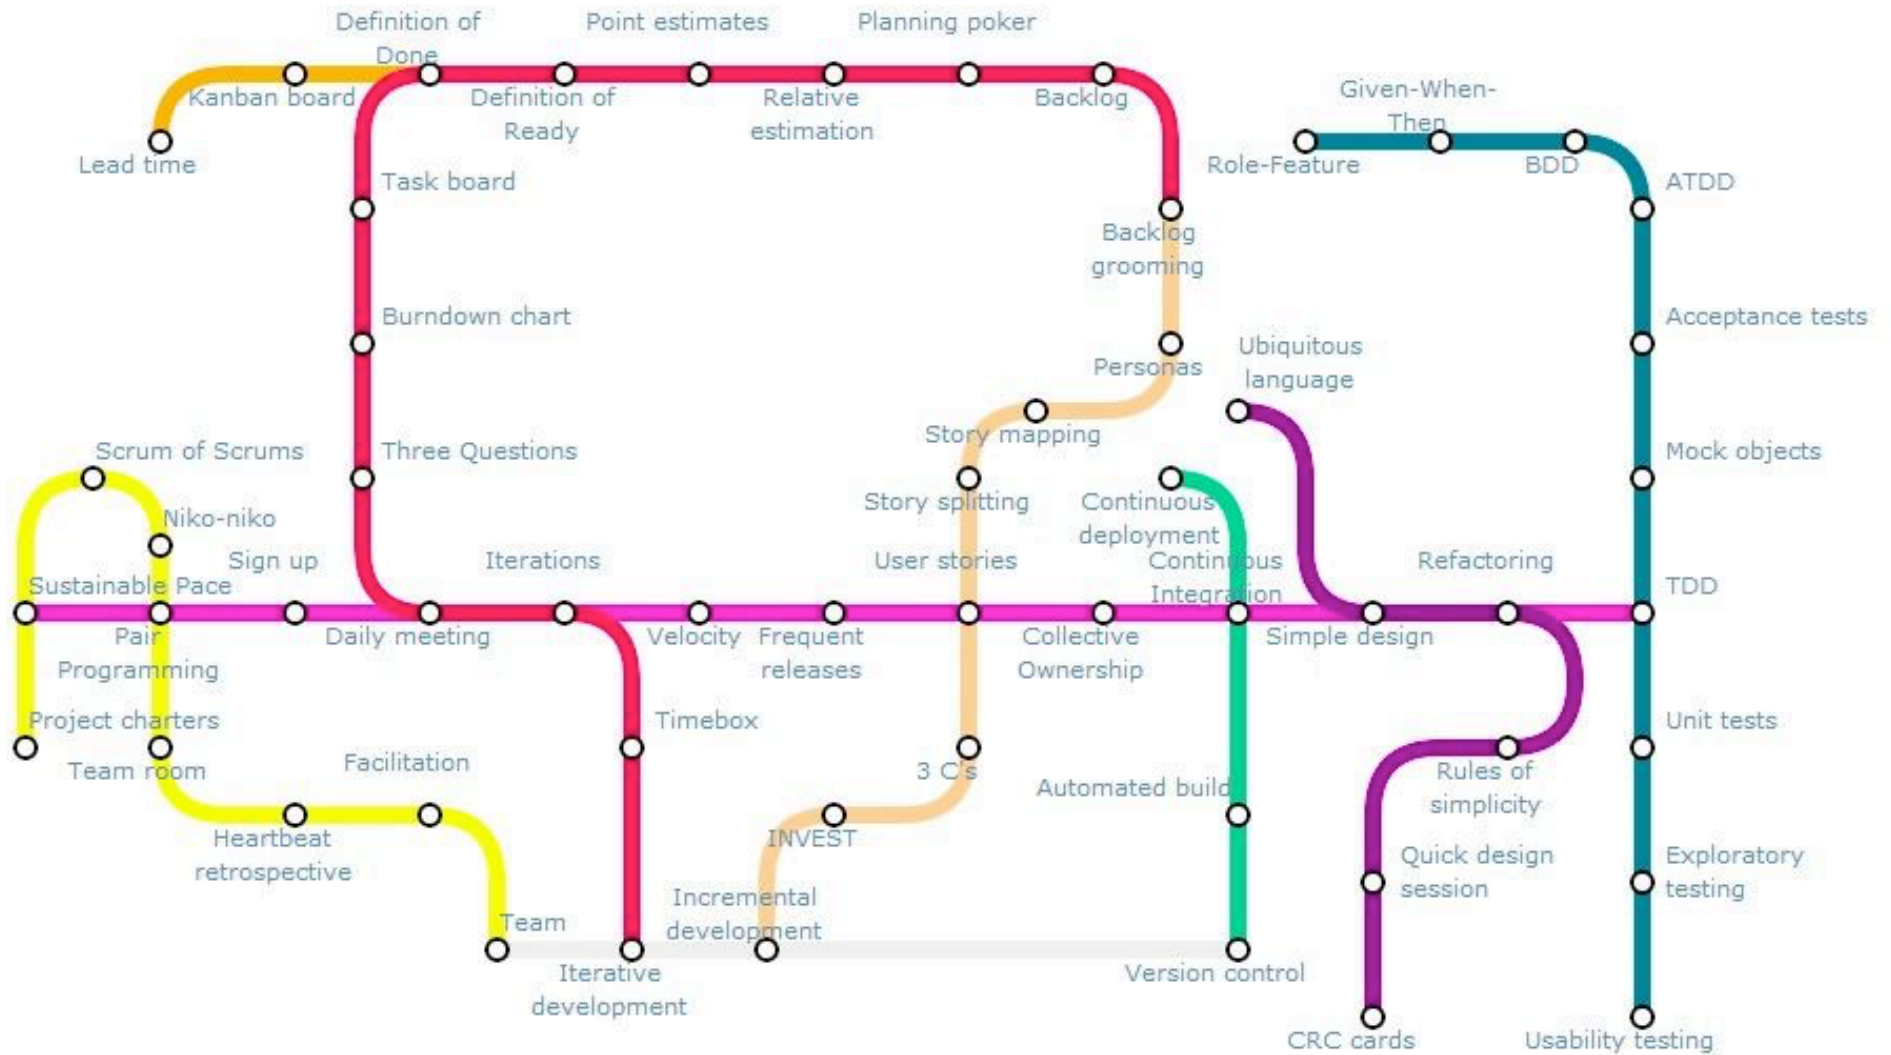 Definition of
Done
Point estimates
Planning poker
Kanban board
Definition of
Ready
Relative
estimation
Backlog
Given-When-
Then
Lead time
Role-Feature
BDD
Task board
ATDD
Backlog
grooming
Burndown chart
Acceptance tests
Ubiquitous
language
Personas
Story mapping
Scrum of Scrums
Three Questions
Mock objects
Story splitting
Continuous
deployment
Niko-niko
Sign up
Iterations
User stories
Continuous
Integration
Refactoring
Sustainable Pace
TDD
Pair
Programming
Daily meeting
Velocity
Frequent
releases
Collective
Ownership
Simple design
Project charters
Timebox
Unit tests
Team room
Facilitation
3 C's
Rules of
simplicity
Automated build
Heartbeat
retrospective
INVEST
Quick design
session
Exploratory
testing
Incremental
development
Team
Iterative
development
Version control
CRC cards
Usability testing